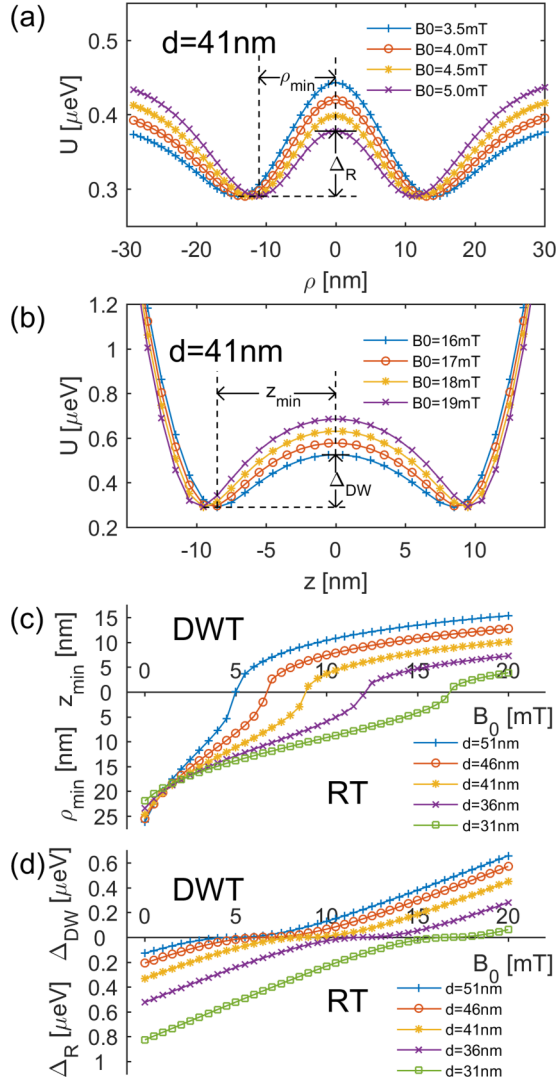 (a)
d=41nm
ρmin
ΔR
B0=3.5mT
B0=4.0mT
B0=4.5mT
B0=5.0mT
U [μeV]
0.5
0.4
0.3
-30 -20 -10 0 10 20 30
ρ [nm]
(b)
d=41nm
zmin
ΔDW
B0=16mT
B0=17mT
B0=18mT
B0=19mT
U [μeV]
1.2
1
0.8
0.6
0.4
0.2
-10 -5 0 5 10
z [nm]
(c)
DWT
zmin [nm]
ρmin [nm]
15
10
5
0
5
10
15
20
25
0 5 10 15 20
B0 [mT]
RT
d=51nm
d=46nm
d=41nm
d=36nm
d=31nm
(d)
DWT
ΔDW [μeV]
ΔR [μeV]
0.6
0.4
0.2
0
0.2
0.4
0.6
0.8
1
0 5 10 15 20
B0 [mT]
RT
d=51nm
d=46nm
d=41nm
d=36nm
d=31nm